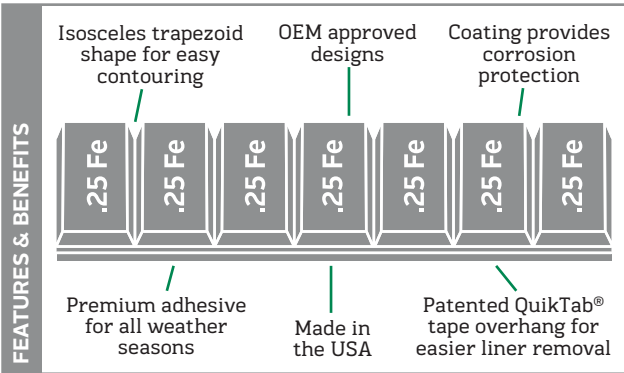 FEATURES & BENEFITS
Isosceles trapezoid
shape for easy
contouring
OEM approved
designs
Coating provides
corrosion
protection
.25 Fe
.25 Fe
.25 Fe
.25 Fe
.25 Fe
.25 Fe
.25 Fe
Premium adhesive
for all weather
seasons
Made in
the USA
Patented QuikTab®
tape overhang for
easier liner removal